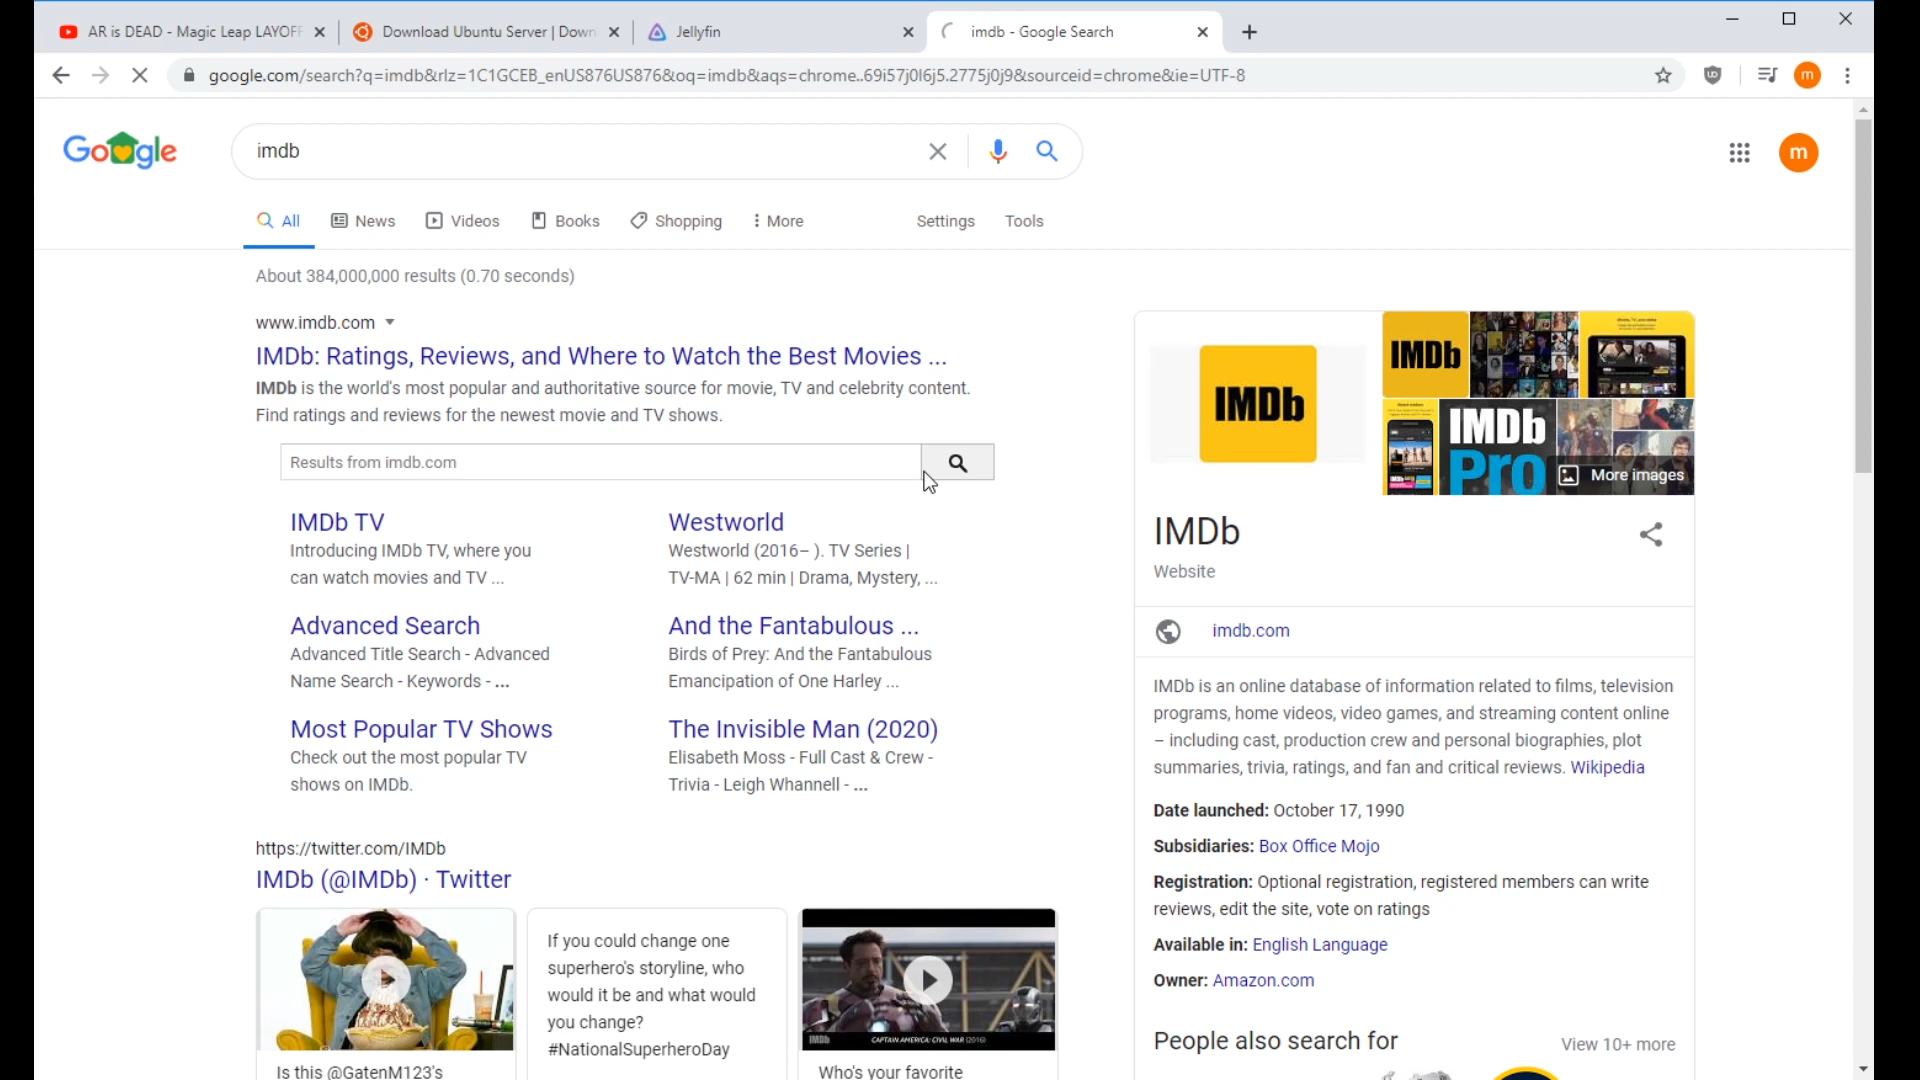 AR is DEAD - Magic Leap LAYOFF
Download Ubuntu Server | Down
Jellyfin
imdb - Google Search
google.com/search?q=imdb&rlz=1C1GCEB_enUS876US876&oq=imdb&aqs=chrome..69i57j0l6j5.2775j0j9&sourceid=chrome&ie=UTF-8
m
Google
imdb
m
All
News
Videos
Books
Shopping
More
Settings
Tools
About 384,000,000 results (0.70 seconds)
www.imdb.com
IMDb: Ratings, Reviews, and Where to Watch the Best Movies ...
IMDb is the world's most popular and authoritative source for movie, TV and celebrity content.
Find ratings and reviews for the newest movie and TV shows.
Results from imdb.com
IMDb TV
Introducing IMDb TV, where you
can watch movies and TV ...
Westworld
Westworld (2016– ). TV Series |
TV-MA | 62 min | Drama, Mystery, ...
Advanced Search
Advanced Title Search - Advanced
Name Search - Keywords - ...
And the Fantabulous ...
Birds of Prey: And the Fantabulous
Emancipation of One Harley ...
Most Popular TV Shows
Check out the most popular TV
shows on IMDb.
The Invisible Man (2020)
Elisabeth Moss - Full Cast & Crew -
Trivia - Leigh Whannell - ...
https://twitter.com/IMDb
IMDb (@IMDb) · Twitter
Is this @GatenM123's
If you could change one
superhero's storyline, who
would it be and what would
you change?
#NationalSuperheroDay
IMDb
CAPTAIN AMERICA: CIVIL WAR (2016)
Who's your favorite
IMDb
IMDb
IMDb
Pro
More images
IMDb
Website
imdb.com
IMDb is an online database of information related to films, television
programs, home videos, video games, and streaming content online
– including cast, production crew and personal biographies, plot
summaries, trivia, ratings, and fan and critical reviews. Wikipedia
Date launched: October 17, 1990
Subsidiaries: Box Office Mojo
Registration: Optional registration, registered members can write
reviews, edit the site, vote on ratings
Available in: English Language
Owner: Amazon.com
People also search for
View 10+ more